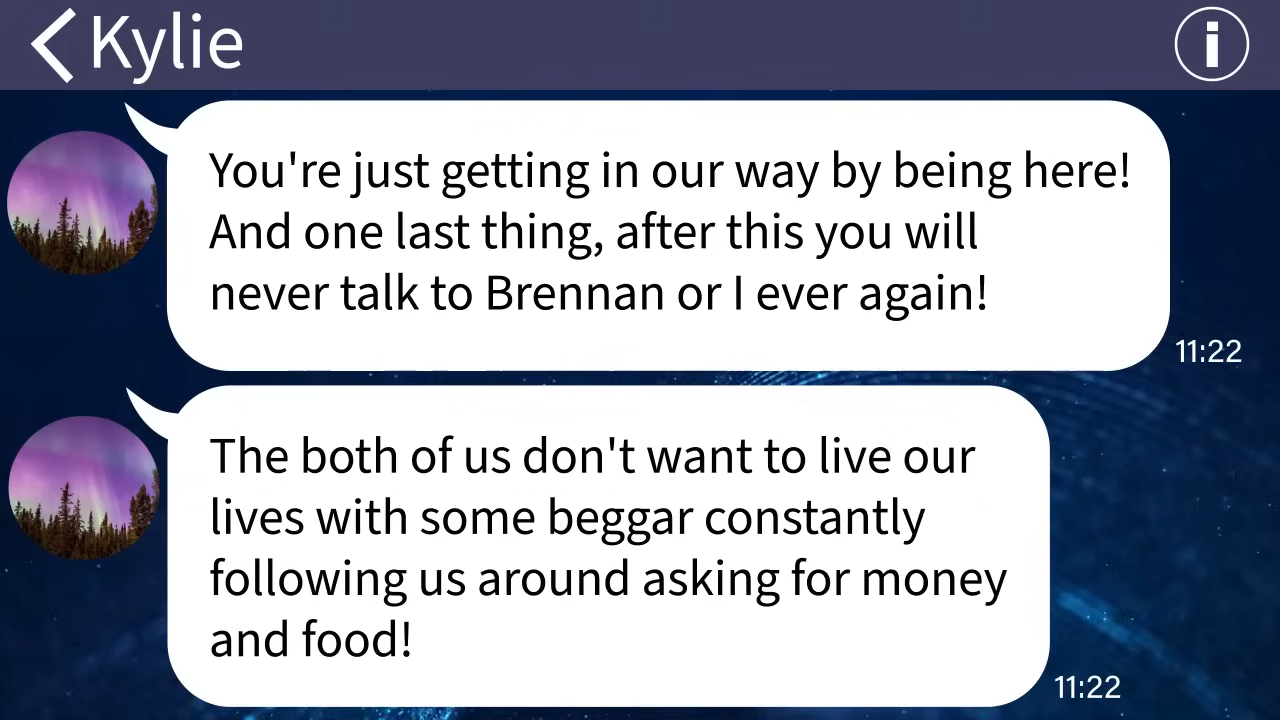 Kylie
You're just getting in our way by being here!
And one last thing, after this you will
never talk to Brennan or I ever again!
11:22
The both of us don't want to live our
lives with some beggar constantly
following us around asking for money
and food!
11:22